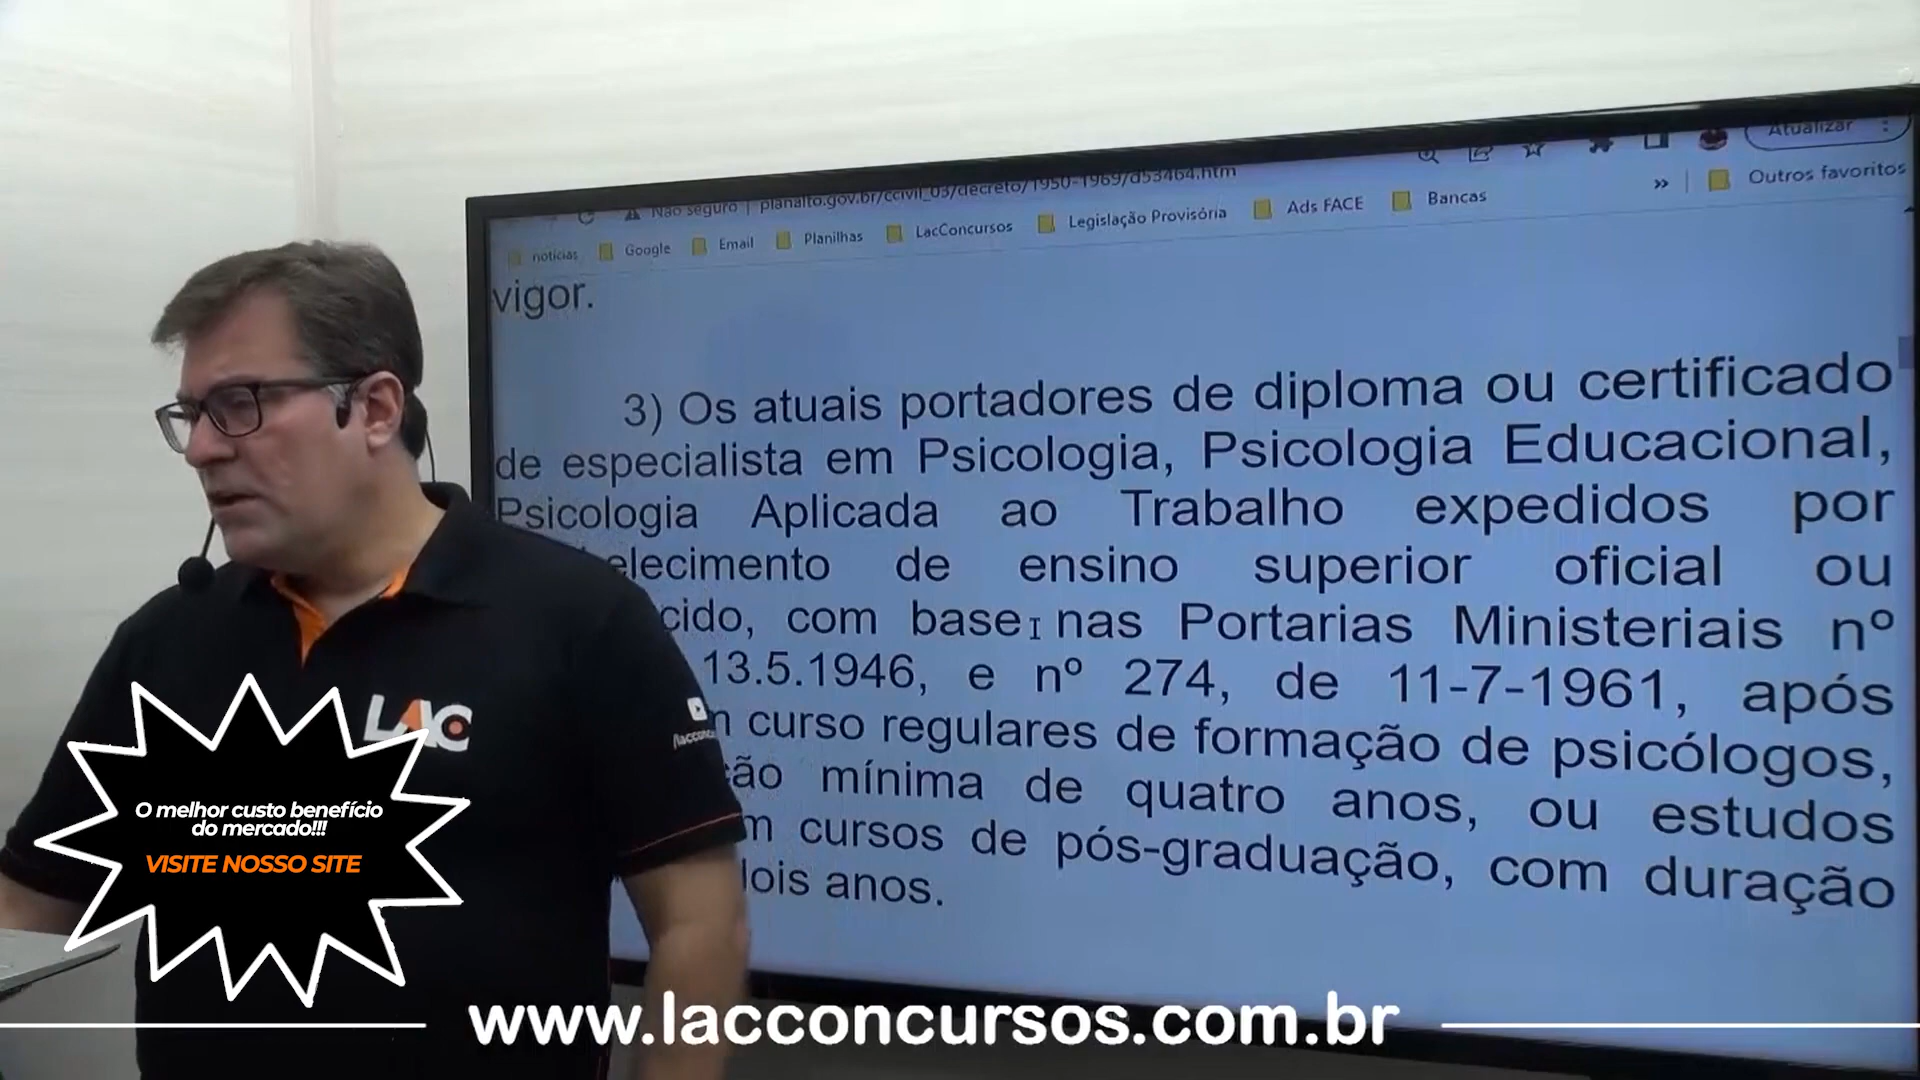 Atualizar
Não seguro | planalto.gov.br/ccivil_03/decreto/1950-1969/d53464.htm
notícias Google Email Planilhas LacConcursos Legislação Provisória Ads FACE Bancas » Outros favoritos
vigor.
3) Os atuais portadores de diploma ou certificado
de especialista em Psicologia, Psicologia Educacional,
Psicologia Aplicada ao Trabalho expedidos por
elecimento de ensino superior oficial ou
cido, com base nas Portarias Ministeriais nº
13.5.1946, e nº 274, de 11-7-1961, após
curso regulares de formação de psicólogos,
ção mínima de quatro anos, ou estudos
m cursos de pós-graduação, com duração
dois anos.
LAC
O melhor custo benefício
do mercado!!!
VISITE NOSSO SITE
www.lacconcursos.com.br